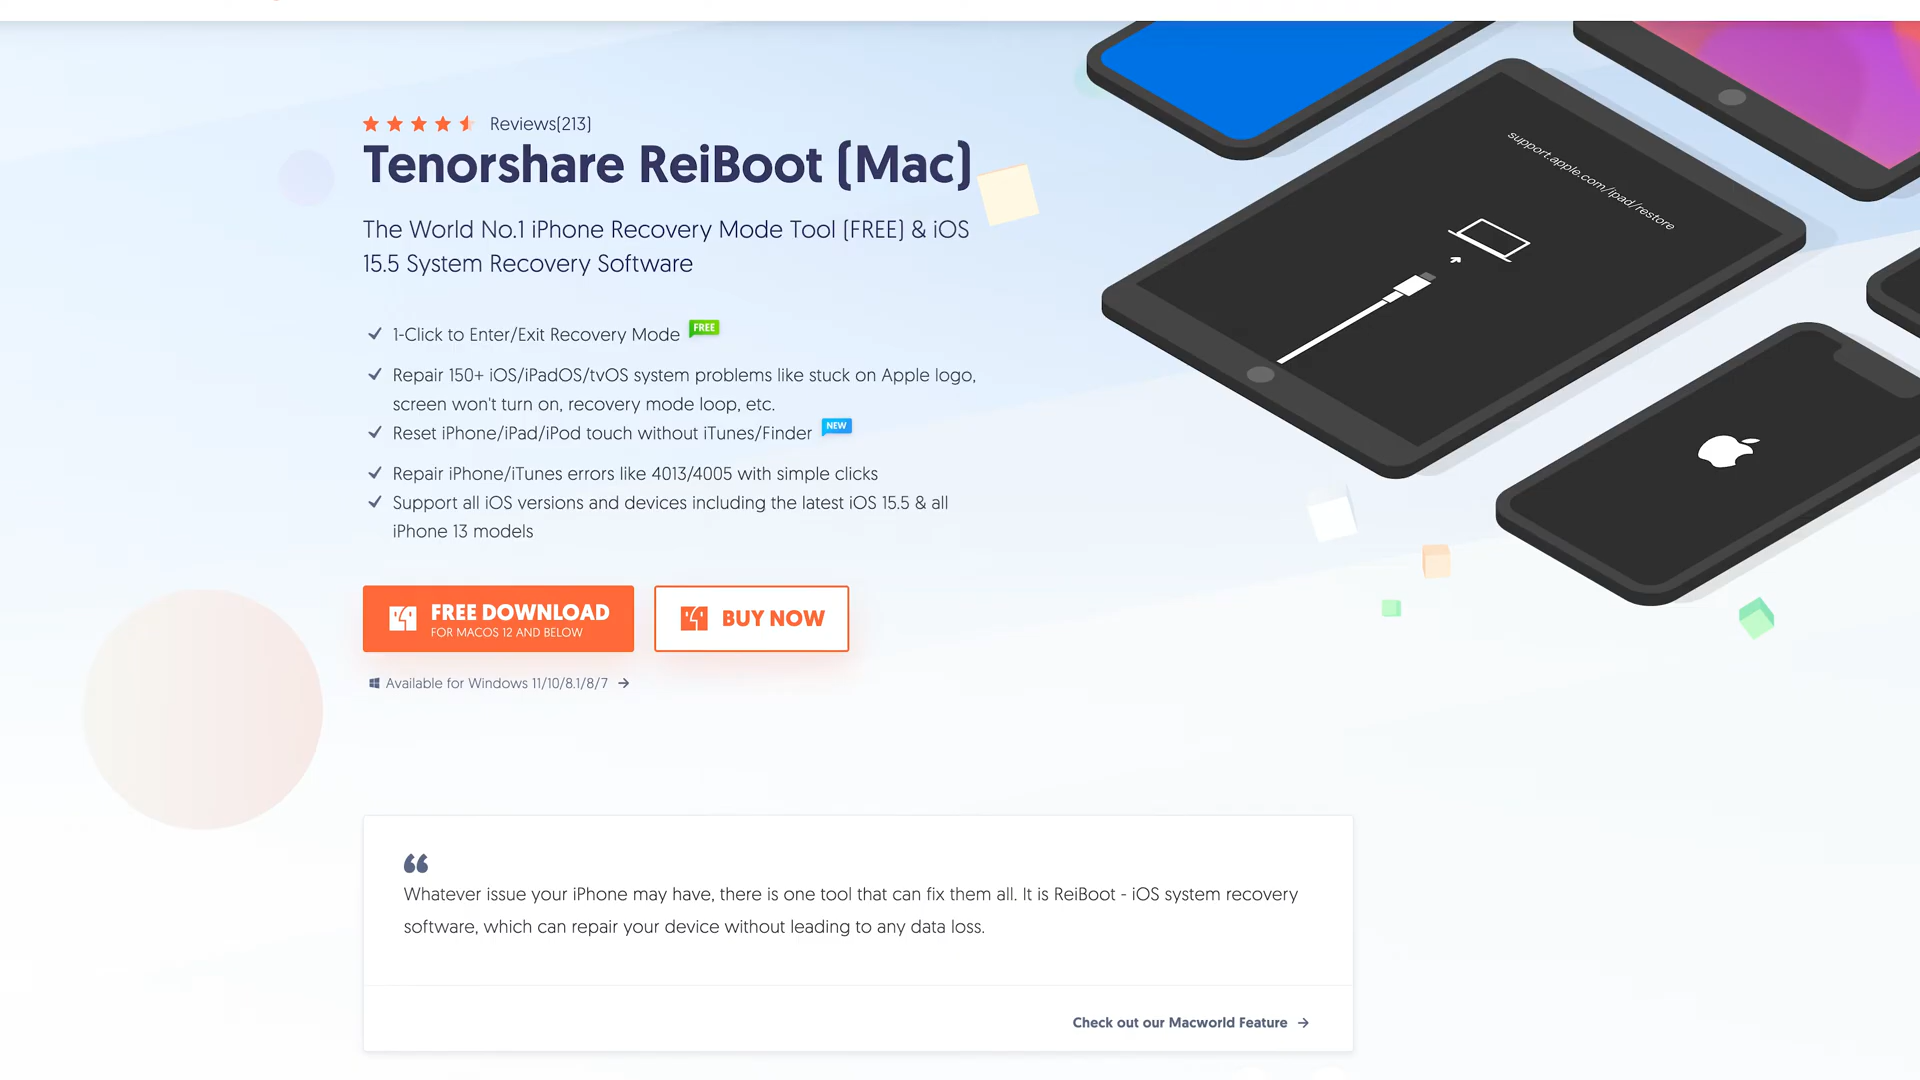 Reviews(213)
Tenorshare ReiBoot (Mac)
The World No.1 iPhone Recovery Mode Tool (FREE) & iOS
15.5 System Recovery Software
1-Click to Enter/Exit Recovery Mode FREE
Repair 150+ iOS/iPadOS/tvOS system problems like stuck on Apple logo,
screen won't turn on, recovery mode loop, etc.
Reset iPhone/iPad/iPod touch without iTunes/Finder NEW
Repair iPhone/iTunes errors like 4013/4005 with simple clicks
Support all iOS versions and devices including the latest iOS 15.5 & all
iPhone 13 models
FREE DOWNLOAD
FOR MACOS 12 AND BELOW
BUY NOW
Available for Windows 11/10/8.1/8/7
support.apple.com/ipad/restore
Whatever issue your iPhone may have, there is one tool that can fix them all. It is ReiBoot - iOS system recovery
software, which can repair your device without leading to any data loss.
Check out our Macworld Feature